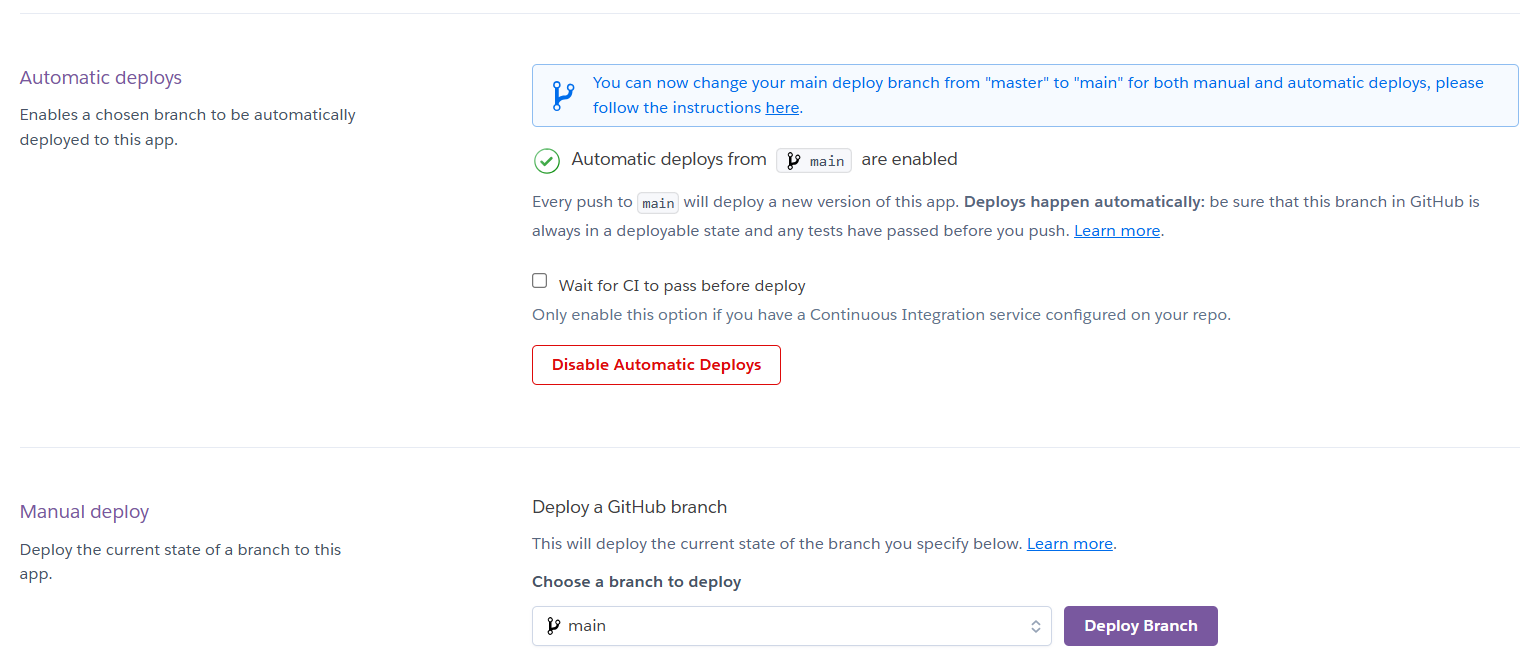 Automatic deploys
Enables a chosen branch to be automatically
deployed to this app.
You can now change your main deploy branch from "master" to "main" for both manual and automatic deploys, please
follow the instructions here.
Automatic deploys from main are enabled
Every push to main will deploy a new version of this app. Deploys happen automatically: be sure that this branch in GitHub is
always in a deployable state and any tests have passed before you push. Learn more.
Wait for CI to pass before deploy
Only enable this option if you have a Continuous Integration service configured on your repo.
Disable Automatic Deploys
Manual deploy
Deploy the current state of a branch to this
app.
Deploy a GitHub branch
This will deploy the current state of the branch you specify below. Learn more.
Choose a branch to deploy
main
Deploy Branch